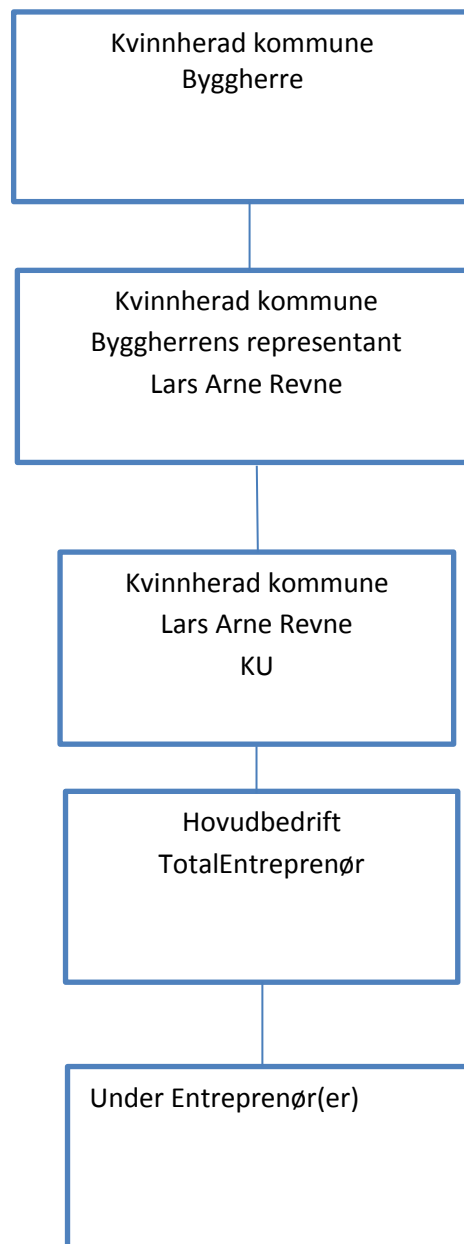 Kvinnherad kommune
Byggherre
Kvinnherad kommune
Byggherrens representant
Lars Arne Revne
Kvinnherad kommune
Lars Arne Revne
KU
Hovudbedrift
TotalEntreprenør
Under Entreprenør(er)